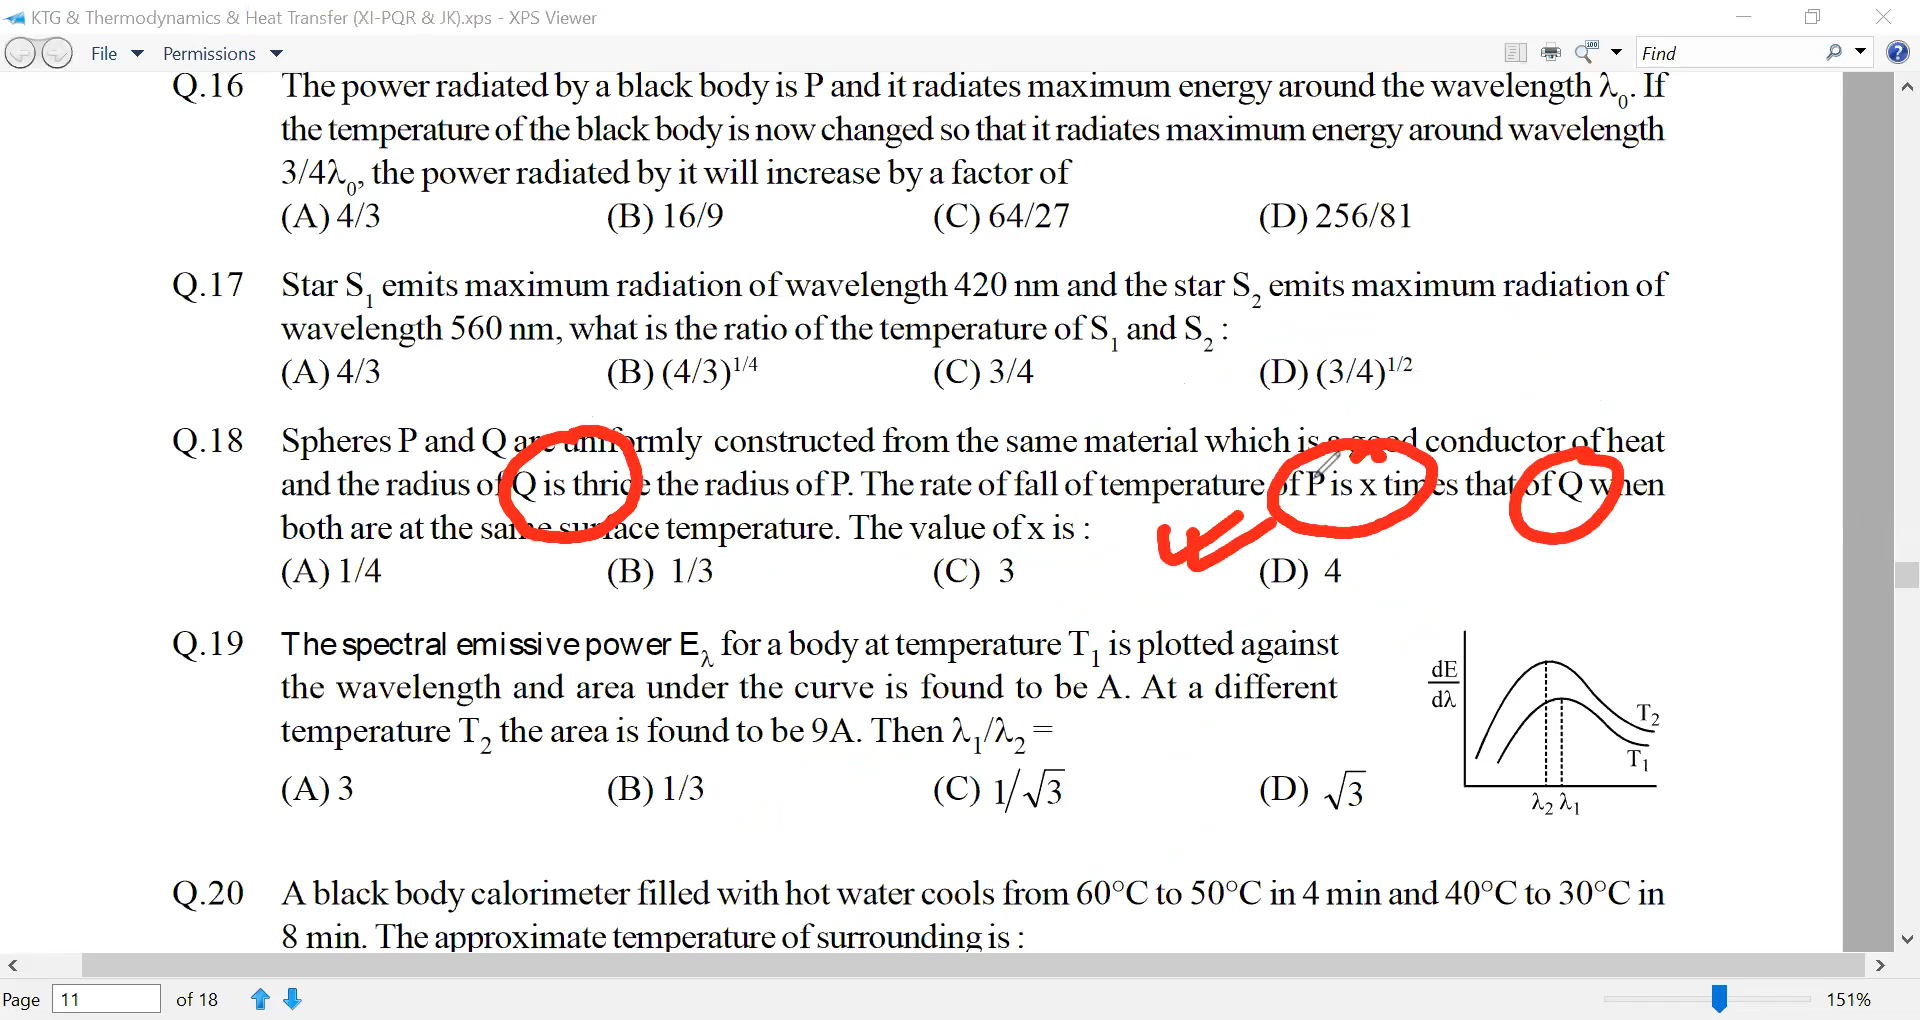 KTG & Thermodynamics & Heat Transfer (XI-PQR & JK).xps - XPS Viewer
File Permissions 100 Find ?
Q.16 The power radiated by a black body is P and it radiates maximum energy around the wavelength λ₀. If
the temperature of the black body is now changed so that it radiates maximum energy around wavelength
3/4λ₀, the power radiated by it will increase by a factor of
(A) 4/3 (B) 16/9 (C) 64/27 (D) 256/81
Q.17 Star S₁ emits maximum radiation of wavelength 420 nm and the star S₂ emits maximum radiation of
wavelength 560 nm, what is the ratio of the temperature of S₁ and S₂ :
(A) 4/3 (B) (4/3)^1/4 (C) 3/4 (D) (3/4)^1/2
Q.18 Spheres P and Q are uniformly constructed from the same material which is a good conductor of heat
and the radius of Q is thrice the radius of P. The rate of fall of temperature of P is x times that of Q when
both are at the same surface temperature. The value of x is :
(A) 1/4 (B) 1/3 (C) 3 (D) 4
Q.19 The spectral emissive power E_λ for a body at temperature T₁ is plotted against
the wavelength and area under the curve is found to be A. At a different
temperature T₂ the area is found to be 9A. Then λ₁/λ₂ =
(A) 3 (B) 1/3 (C) 1/√3 (D) √3
dE
dλ
T₂
T₁
λ₂ λ₁
Q.20 A black body calorimeter filled with hot water cools from 60°C to 50°C in 4 min and 40°C to 30°C in
8 min. The approximate temperature of surrounding is :
Page 11 of 18 151%